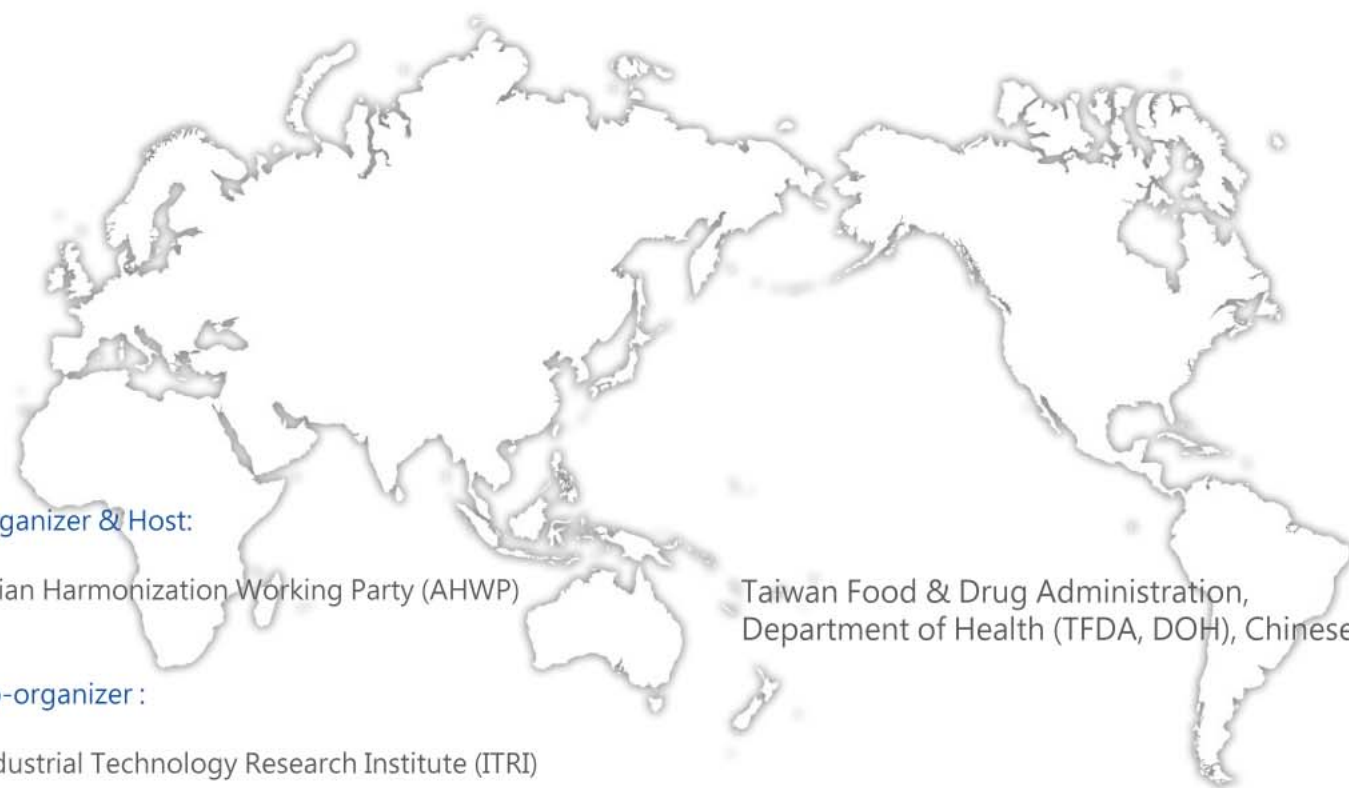 ganizer & Host:
ian Harmonization Working Party (AHWP)
Taiwan Food & Drug Administration,
Department of Health (TFDA, DOH), Chinese
-organizer :
dustrial Technology Research Institute (ITRI)